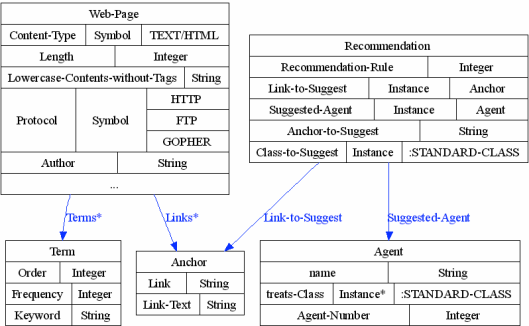 Web-Page
Content-Type Symbol TEXT/HTML
Length Integer
Lowercase-Contents-without-Tags String
Protocol Symbol HTTP
FTP
GOPHER
Author String
...
Recommendation
Recommendation-Rule Integer
Link-to-Suggest Instance Anchor
Suggested-Agent Instance Agent
Anchor-to-Suggest String
Class-to-Suggest Instance :STANDARD-CLASS
Terms* Links* Link-to-Suggest Suggested-Agent
Term
Order Integer
Frequency Integer
Keyword String
Anchor
Link String
Link-Text String
Agent
name String
treats-Class Instance* :STANDARD-CLASS
Agent-Number Integer